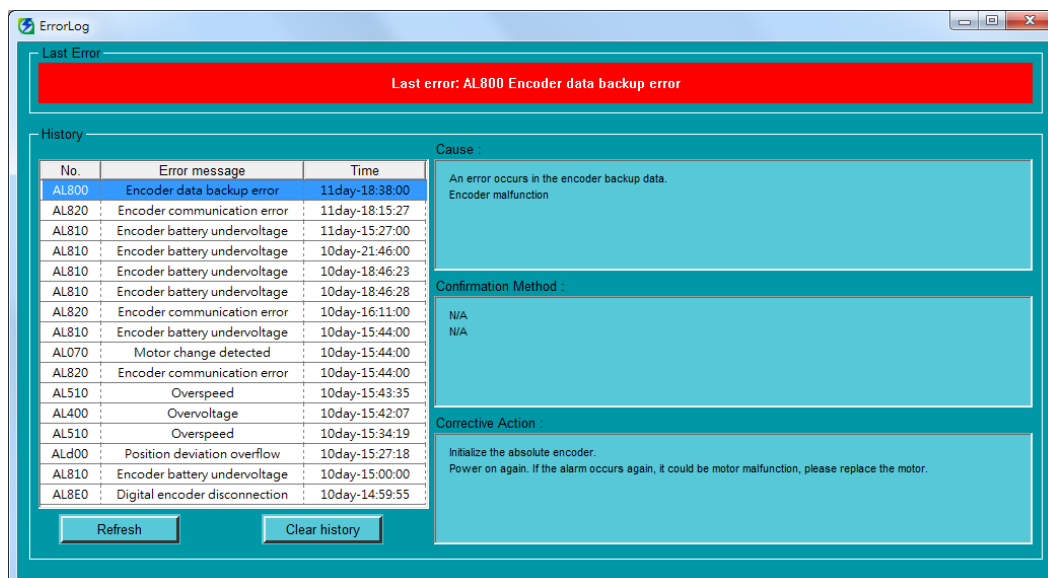 ErrorLog
Last Error
Last error: AL800 Encoder data backup error
History
No. Error message Time
AL800 Encoder data backup error 11day-18:38:00
AL820 Encoder communication error 11day-18:15:27
AL810 Encoder battery undervoltage 11day-15:27:00
AL810 Encoder battery undervoltage 10day-21:46:00
AL810 Encoder battery undervoltage 10day-18:46:23
AL810 Encoder battery undervoltage 10day-18:46:28
AL820 Encoder communication error 10day-16:11:00
AL810 Encoder battery undervoltage 10day-15:44:00
AL070 Motor change detected 10day-15:44:00
AL820 Encoder communication error 10day-15:44:00
AL510 Overspeed 10day-15:43:35
AL400 Overvoltage 10day-15:42:07
AL510 Overspeed 10day-15:34:19
ALd00 Position deviation overflow 10day-15:27:18
AL810 Encoder battery undervoltage 10day-15:00:00
AL8E0 Digital encoder disconnection 10day-14:59:55
Refresh Clear history
Cause :
An error occurs in the encoder backup data.
Encoder malfunction
Confirmation Method :
N/A
N/A
Corrective Action :
Initialize the absolute encoder.
Power on again. If the alarm occurs again, it could be motor malfunction, please replace the motor.